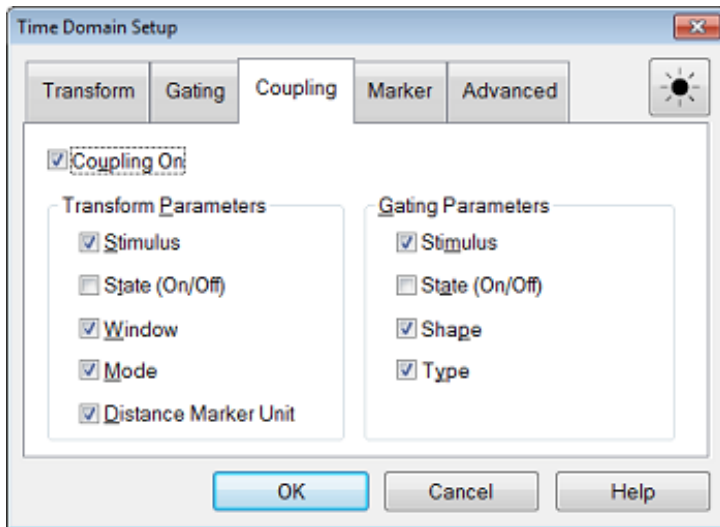 Time Domain Setup
Transform Gating Coupling Marker Advanced
Coupling On
Transform Parameters
Stimulus
State (On/Off)
Window
Mode
Distance Marker Unit
Gating Parameters
Stimulus
State (On/Off)
Shape
Type
OK Cancel Help